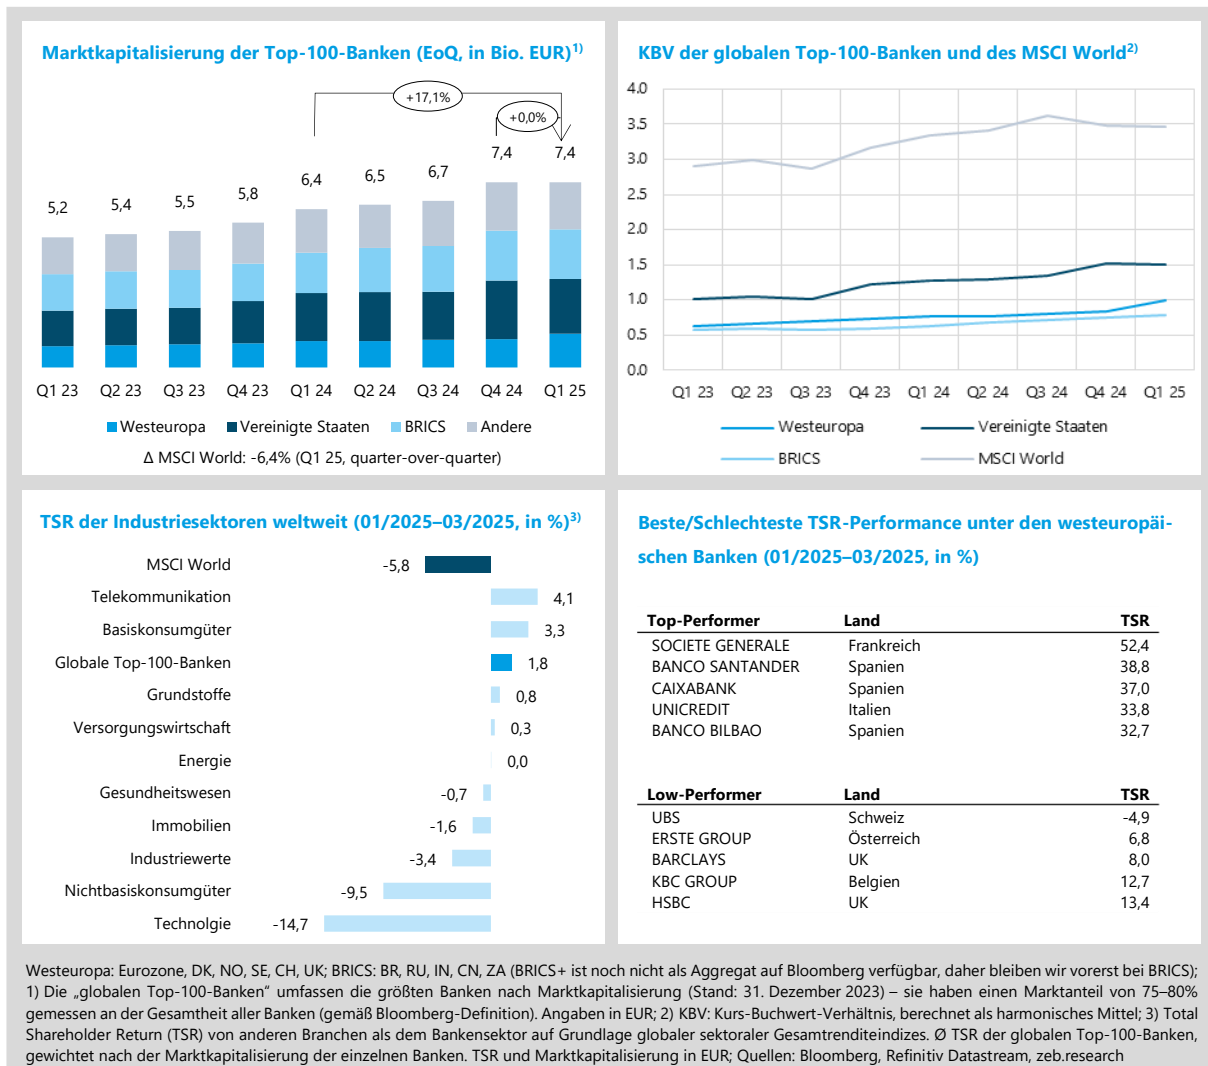 Marktkapitalisierung der Top-100-Banken (EoQ, in Bio. EUR)1)
+17,1%
+0,0%
5,2
5,4
5,5
5,8
6,4
6,5
6,7
7,4
7,4
Q1 23
Q2 23
Q3 23
Q4 23
Q1 24
Q2 24
Q3 24
Q4 24
Q1 25
Westeuropa
Vereinigte Staaten
BRICS
Andere
Δ MSCI World: -6,4% (Q1 25, quarter-over-quarter)
KBV der globalen Top-100-Banken und des MSCI World2)
4.0
3.5
3.0
2.5
2.0
1.5
1.0
0.5
0.0
Q1 23
Q2 23
Q3 23
Q4 23
Q1 24
Q2 24
Q3 24
Q4 24
Q1 25
Westeuropa
Vereinigte Staaten
BRICS
MSCI World
TSR der Industriesektoren weltweit (01/2025–03/2025, in %)3)
MSCI World -5,8
Telekommunikation 4,1
Basiskonsumgüter 3,3
Globale Top-100-Banken 1,8
Grundstoffe 0,8
Versorgungswirtschaft 0,3
Energie 0,0
Gesundheitswesen -0,7
Immobilien -1,6
Industriewerte -3,4
Nichtbasiskonsumgüter -9,5
Technolgie -14,7
Beste/Schlechteste TSR-Performance unter den westeuropäi-
schen Banken (01/2025–03/2025, in %)
Top-Performer Land TSR
SOCIETE GENERALE Frankreich 52,4
BANCO SANTANDER Spanien 38,8
CAIXABANK Spanien 37,0
UNICREDIT Italien 33,8
BANCO BILBAO Spanien 32,7
Low-Performer Land TSR
UBS Schweiz -4,9
ERSTE GROUP Österreich 6,8
BARCLAYS UK 8,0
KBC GROUP Belgien 12,7
HSBC UK 13,4
Westeuropa: Eurozone, DK, NO, SE, CH, UK; BRICS: BR, RU, IN, CN, ZA (BRICS+ ist noch nicht als Aggregat auf Bloomberg verfügbar, daher bleiben wir vorerst bei BRICS);
1) Die „globalen Top-100-Banken“ umfassen die größten Banken nach Marktkapitalisierung (Stand: 31. Dezember 2023) – sie haben einen Marktanteil von 75–80%
gemessen an der Gesamtheit aller Banken (gemäß Bloomberg-Definition). Angaben in EUR; 2) KBV: Kurs-Buchwert-Verhältnis, berechnet als harmonisches Mittel; 3) Total
Shareholder Return (TSR) von anderen Branchen als dem Bankensektor auf Grundlage globaler sektoraler Gesamtrenditeindizes. Ø TSR der globalen Top-100-Banken,
gewichtet nach der Marktkapitalisierung der einzelnen Banken. TSR und Marktkapitalisierung in EUR; Quellen: Bloomberg, Refinitiv Datastream, zeb.research